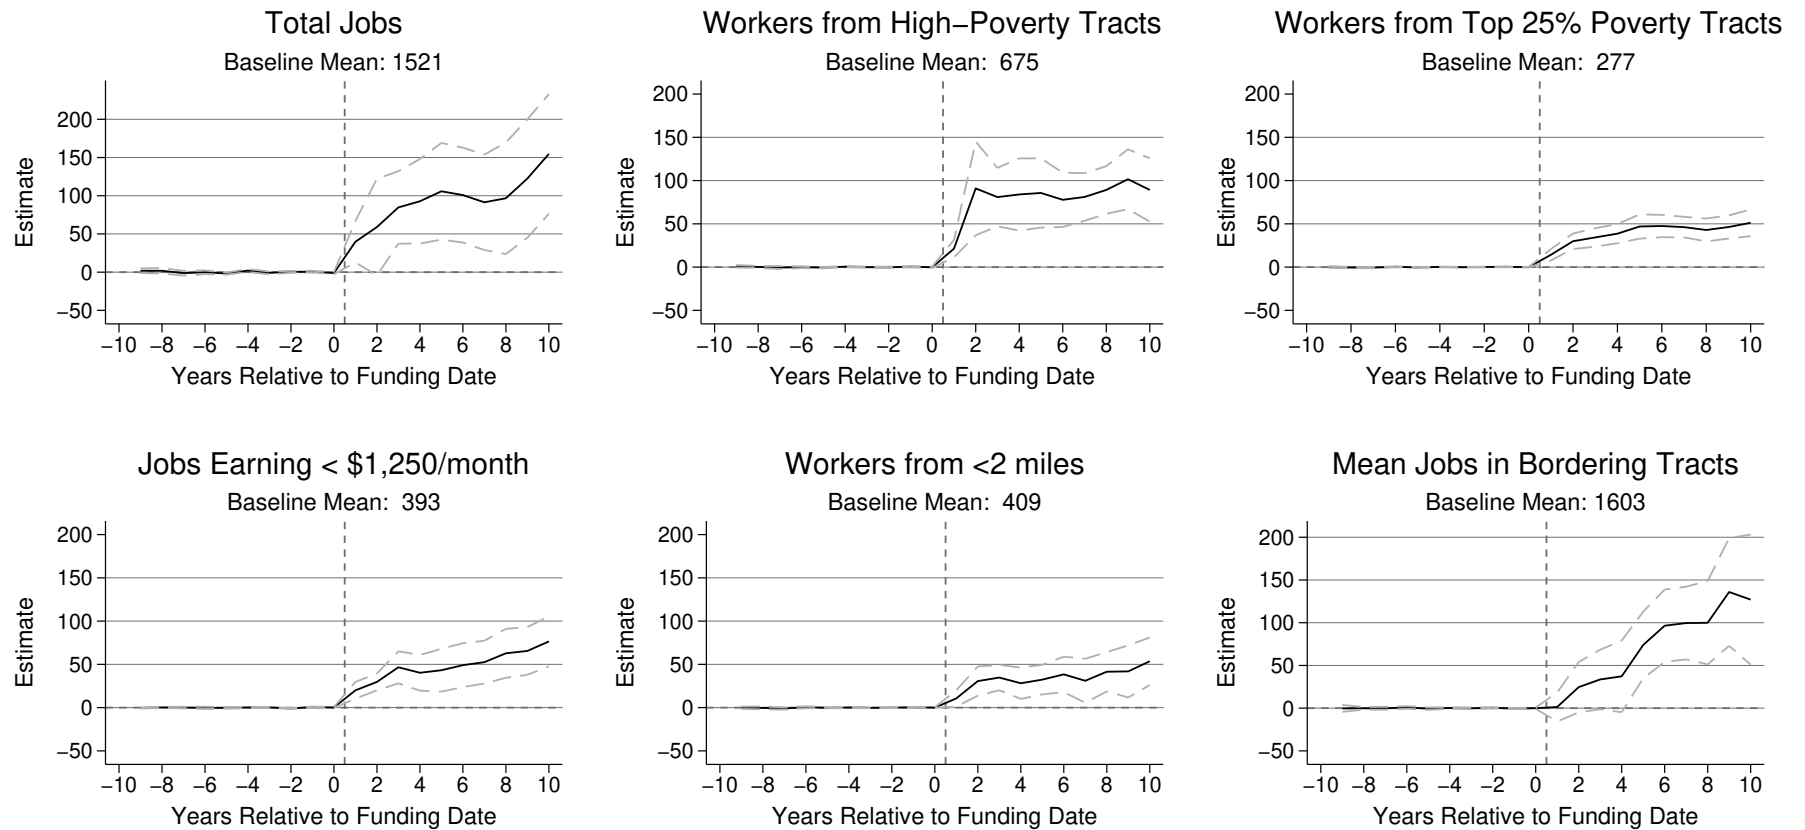 Total Jobs
Baseline Mean: 1521
Estimate
200
150
100
50
0
−50
−10 −8 −6 −4 −2 0 2 4 6 8 10
Years Relative to Funding Date
Workers from High−Poverty Tracts
Baseline Mean: 675
Estimate
200
150
100
50
0
−50
−10 −8 −6 −4 −2 0 2 4 6 8 10
Years Relative to Funding Date
Workers from Top 25% Poverty Tracts
Baseline Mean: 277
Estimate
200
150
100
50
0
−50
−10 −8 −6 −4 −2 0 2 4 6 8 10
Years Relative to Funding Date
Jobs Earning < $1,250/month
Baseline Mean: 393
Estimate
200
150
100
50
0
−50
−10 −8 −6 −4 −2 0 2 4 6 8 10
Years Relative to Funding Date
Workers from <2 miles
Baseline Mean: 409
Estimate
200
150
100
50
0
−50
−10 −8 −6 −4 −2 0 2 4 6 8 10
Years Relative to Funding Date
Mean Jobs in Bordering Tracts
Baseline Mean: 1603
Estimate
200
150
100
50
0
−50
−10 −8 −6 −4 −2 0 2 4 6 8 10
Years Relative to Funding Date